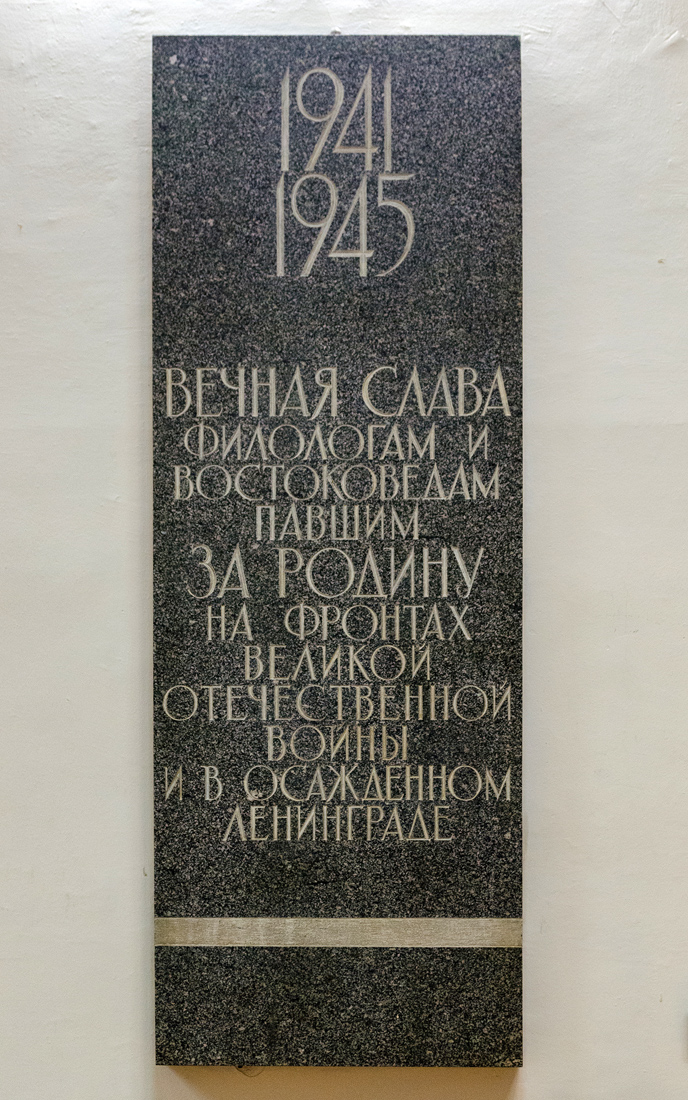 1941
1945
ВЕЧНАЯ СЛАВА
ФИЛОЛОГАМ И
ВОСТОКОВЕДАМ
ПАВШИМ
ЗА РОДИНУ
НА ФРОНТАХ
ВЕЛИКОЙ
ОТЕЧЕСТВЕННОЙ
ВОЙНЫ
И В ОСАЖДЕННОМ
ЛЕНИНГРАДЕ